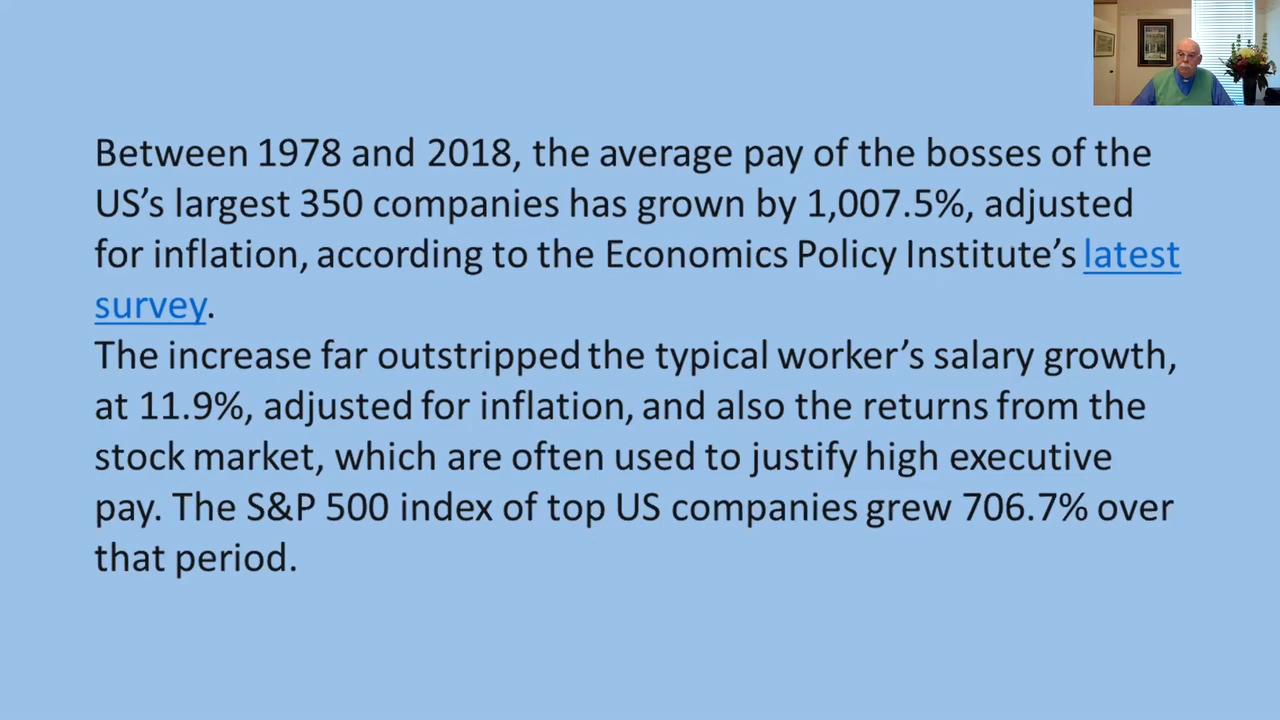 Between 1978 and 2018, the average pay of the bosses of the
US’s largest 350 companies has grown by 1,007.5%, adjusted
for inflation, according to the Economics Policy Institute’s latest
survey.
The increase far outstripped the typical worker’s salary growth,
at 11.9%, adjusted for inflation, and also the returns from the
stock market, which are often used to justify high executive
pay. The S&P 500 index of top US companies grew 706.7% over
that period.